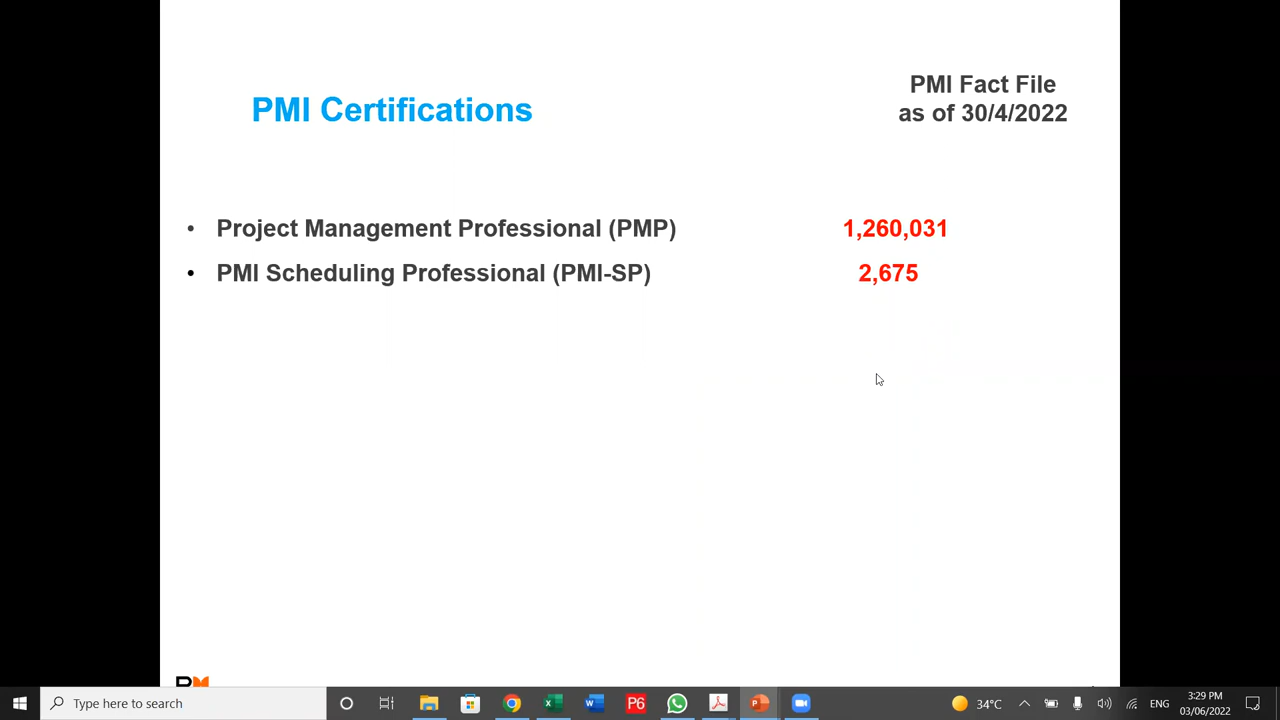 PMI Fact File
as of 30/4/2022
PMI Certifications
• Project Management Professional (PMP) 1,260,031
• PMI Scheduling Professional (PMI-SP) 2,675
Type here to search
P6
34°C
ENG
3:29 PM
03/06/2022